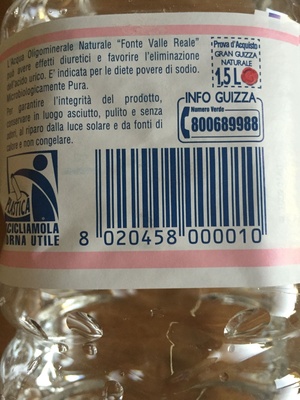 L'Acqua Oligominerale Naturale "Fonte Valle Reale"
può avere effetti diuretici e favorire l'eliminazione
dell'acido urico. E' indicata per le diete povere di sodio.
Microbiologicamente Pura.
Per garantire l'integrità del prodotto,
conservare in luogo asciutto, pulito e senza
odori, al riparo dalla luce solare e da fonti di
calore e non congelare.
Prova d'Acquisto
GRAN GUIZZA
NATURALE
1,5L
INFO GUIZZA
Numero Verde
800689988
PLASTICA
RICICLIAMOLA
TORNA UTILE
8 020458 000010